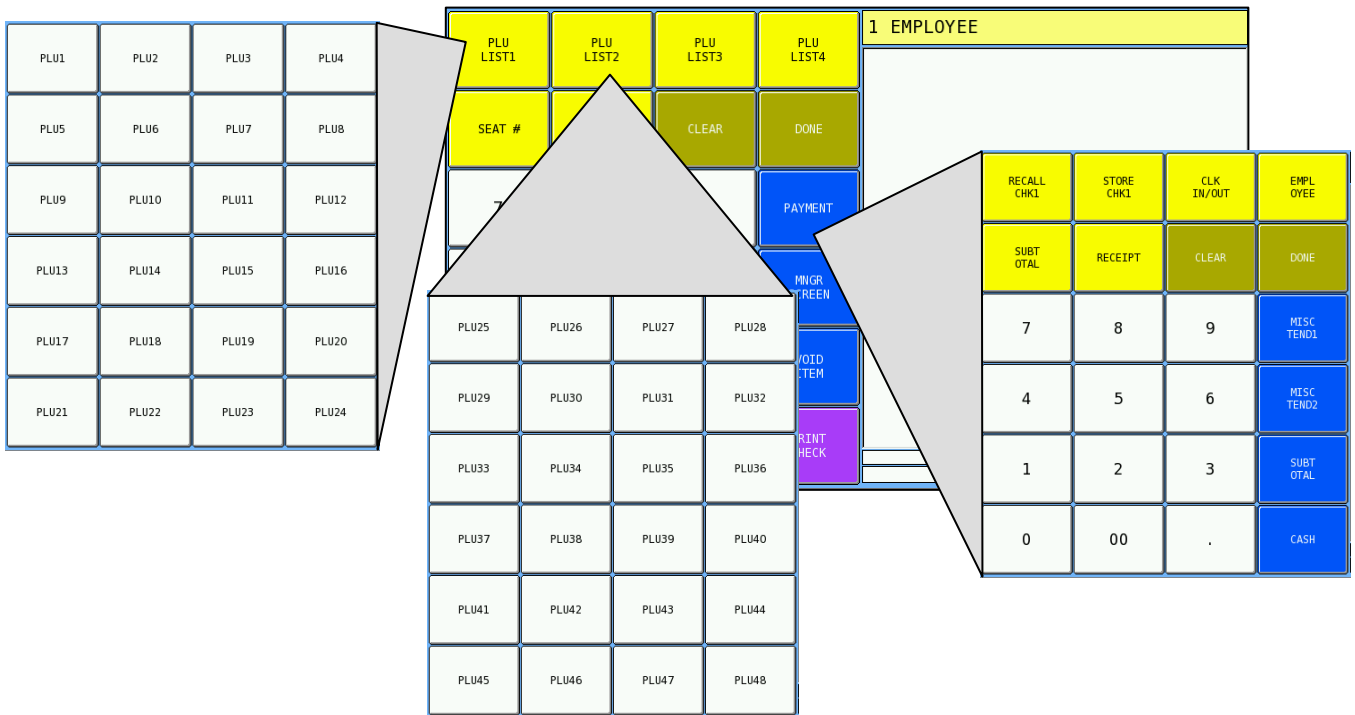 PLU1 PLU2 PLU3 PLU4
PLU5 PLU6 PLU7 PLU8
PLU9 PLU10 PLU11 PLU12
PLU13 PLU14 PLU15 PLU16
PLU17 PLU18 PLU19 PLU20
PLU21 PLU22 PLU23 PLU24
PLU
LIST1
PLU
LIST2
PLU
LIST3
PLU
LIST4
1 EMPLOYEE
SEAT #
CLEAR
DONE
PAYMENT
MNGR
PLU25 PLU26 PLU27 PLU28
PLU29 PLU30 PLU31 PLU32
PLU33 PLU34 PLU35 PLU36
PLU37 PLU38 PLU39 PLU40
PLU41 PLU42 PLU43 PLU44
PLU45 PLU46 PLU47 PLU48
RECALL
CHK1
STORE
CHK1
CLK
IN/OUT
EMPL
OYEE
SUBT
OTAL
RECEIPT
CLEAR
DONE
7 8 9
MISC
TEND1
4 5 6
MISC
TEND2
1 2 3
SUBT
OTAL
0 00 .
CASH